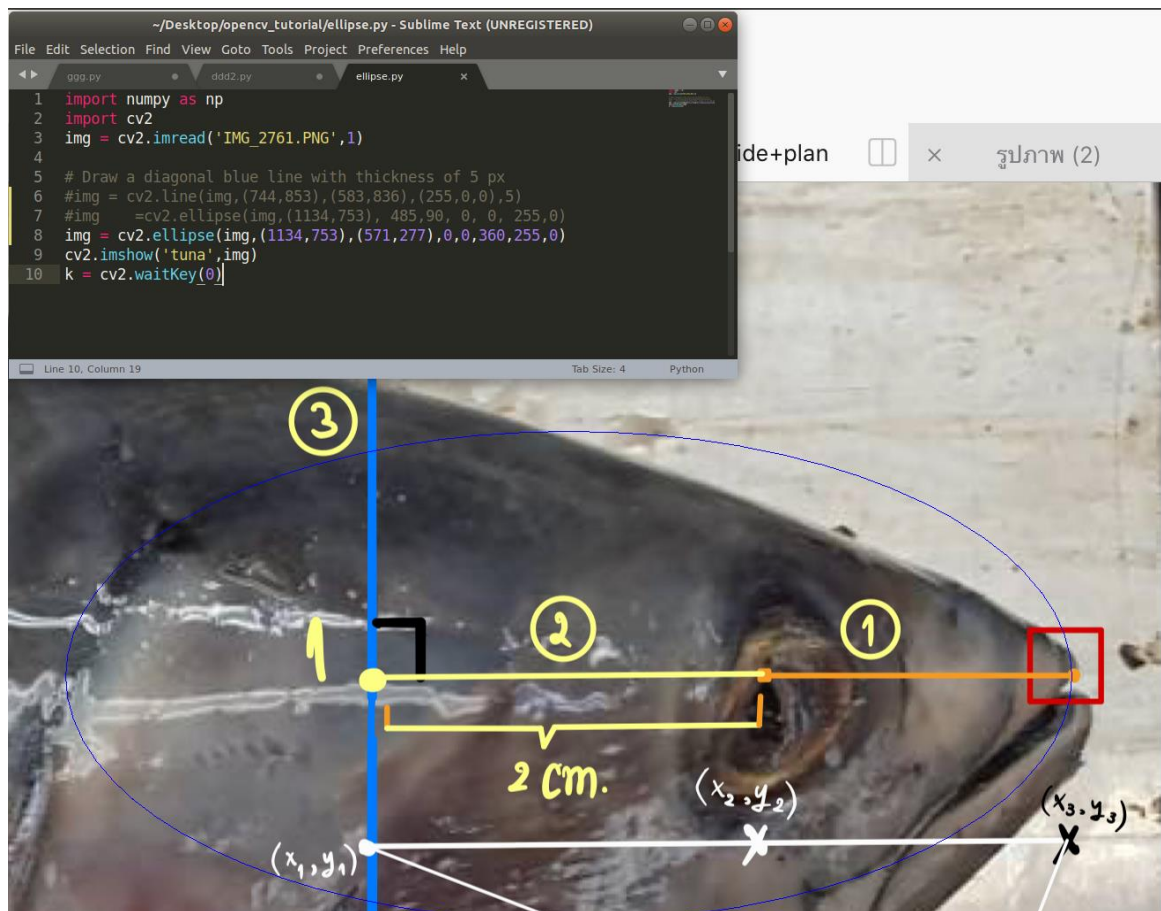 ~/Desktop/opencv_tutorial/ellipse.py - Sublime Text (UNREGISTERED)
File Edit Selection Find View Goto Tools Project Preferences Help
ggg.py ddd2.py ellipse.py
1 import numpy as np
2 import cv2
3 img = cv2.imread('IMG_2761.PNG',1)
4
5 # Draw a diagonal blue line with thickness of 5 px
6 #img = cv2.line(img,(744,853),(583,836),(255,0,0),5)
7 #img    =cv2.ellipse(img,(1134,753), 485,90, 0, 0, 255,0)
8 img = cv2.ellipse(img,(1134,753),(571,277),0,0,360,255,0)
9 cv2.imshow('tuna',img)
10 k = cv2.waitKey(0)
Line 10, Column 19 Tab Size: 4 Python
ide+plan × รูปภาพ (2)
3
1 2 1
2 cm.
(x₂,y₂)
(x₃,y₃)
(x₁,y₁)